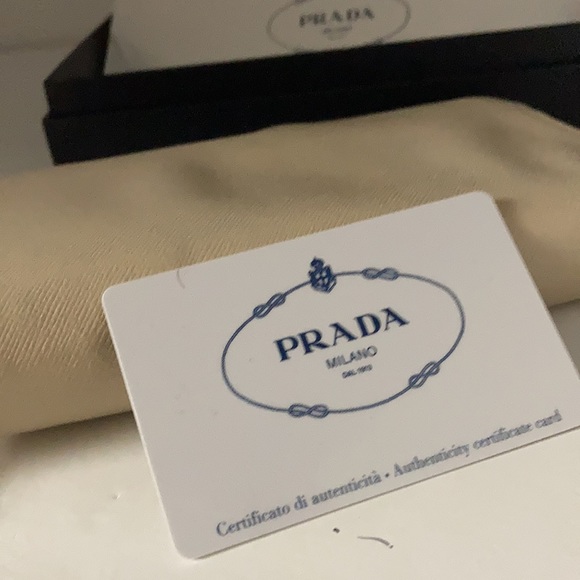 PRADA
PRADA
MILANO
DAL 1913
Certificato di autenticità • Authenticity certificate card